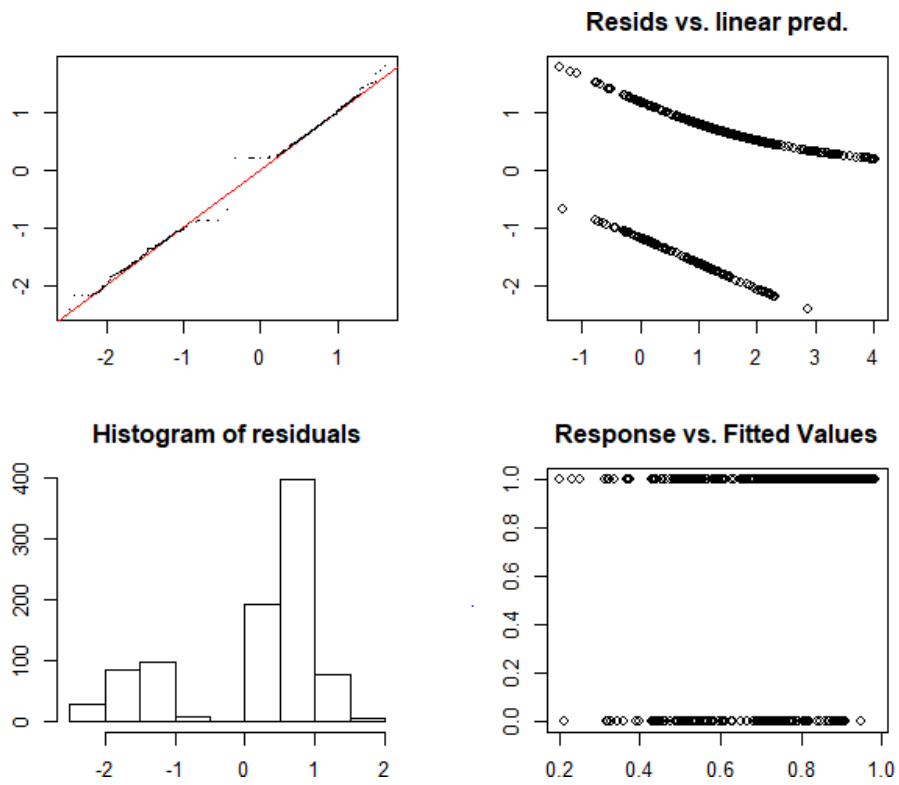 Resids vs. linear pred.
1
0
-1
-2
-2 -1 0 1
1
0
-1
-2
-1 0 1 2 3 4
Histogram of residuals
400
300
200
100
0
-2 -1 0 1 2
Response vs. Fitted Values
1.0
0.8
0.6
0.4
0.2
0.0
0.2 0.4 0.6 0.8 1.0